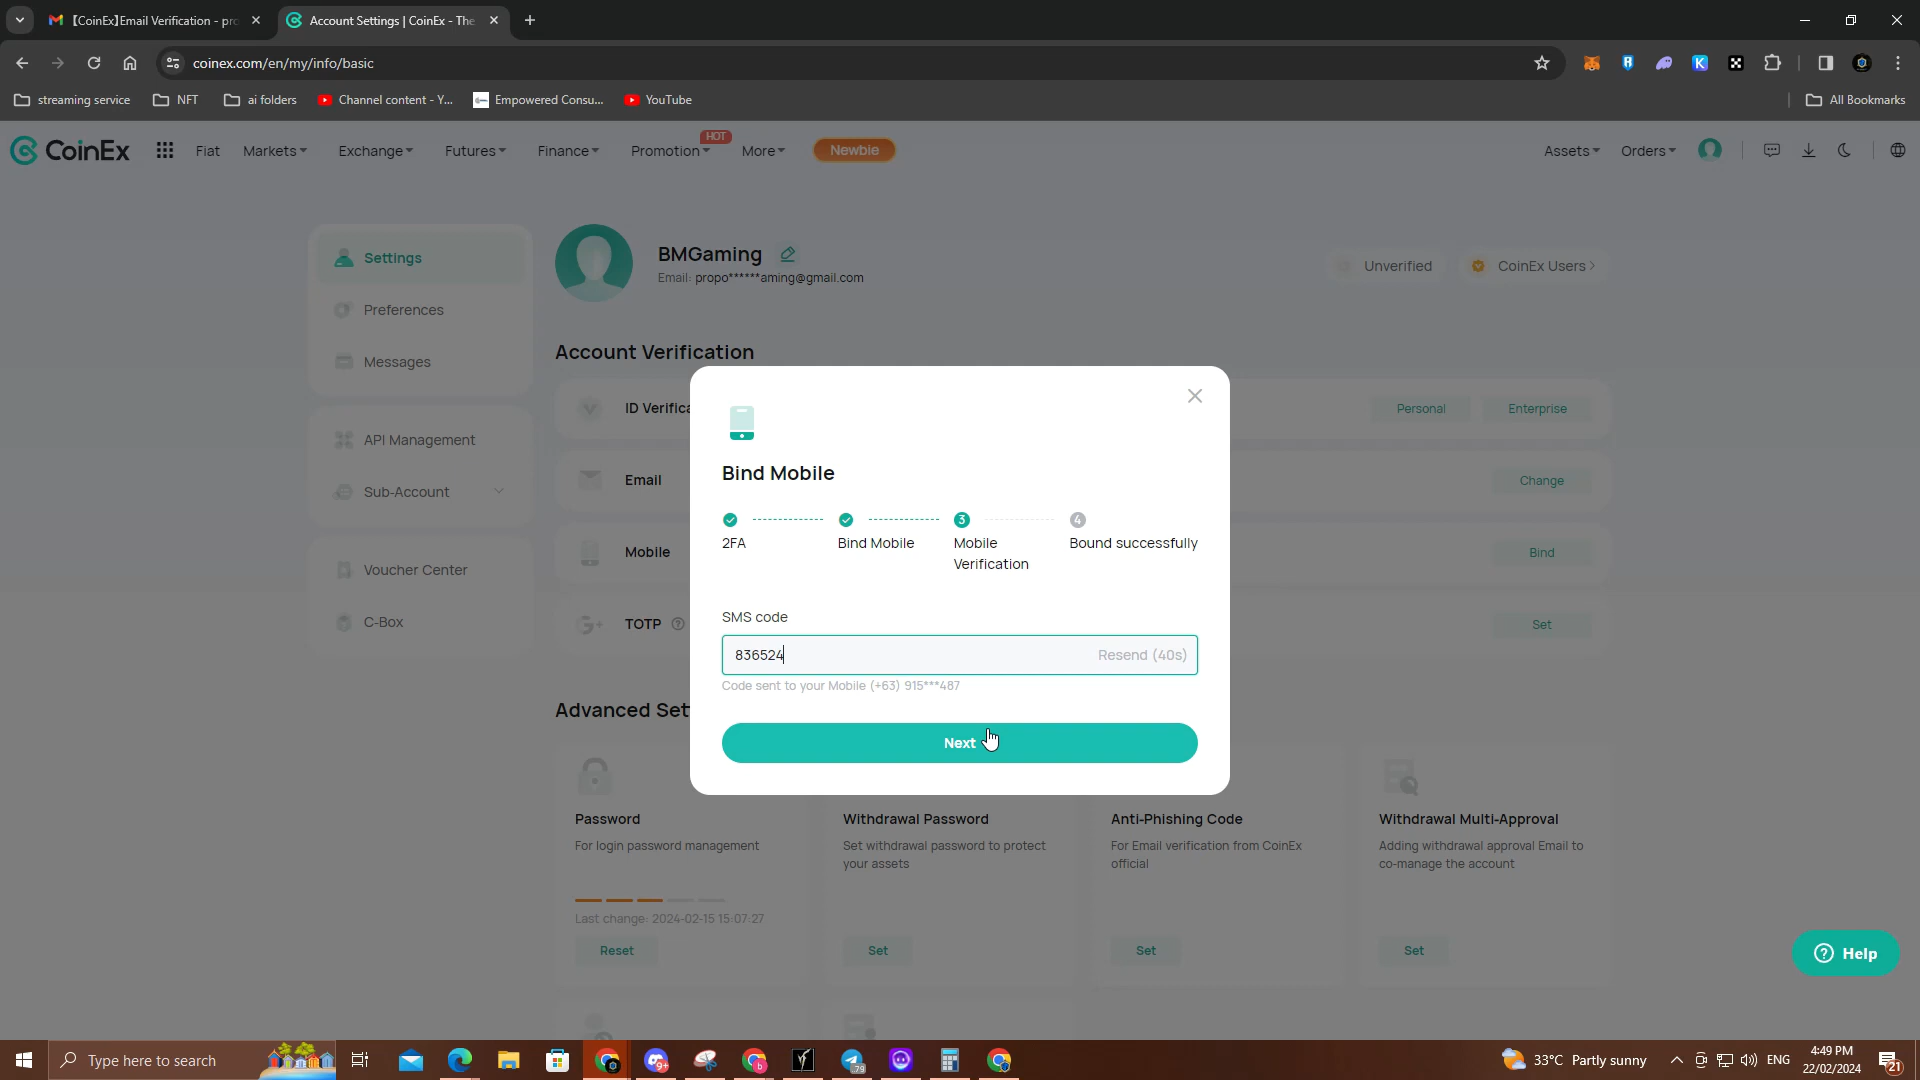 【CoinEx】Email Verification - pro
Account Settings | CoinEx - The
coinex.com/en/my/info/basic
streaming service
NFT
ai folders
Channel content - Y...
Empowered Consu...
YouTube
All Bookmarks
CoinEx
Fiat
Markets
Exchange
Futures
Finance
Promotion
HOT
More
Newbie
Assets
Orders
Settings
Preferences
Messages
API Management
Sub-Account
Voucher Center
C-Box
BMGaming
Email: propo******aming@gmail.com
Unverified
CoinEx Users >
Account Verification
ID Verifica
Personal
Enterprise
Email
Change
Mobile
Bind
TOTP
Set
Bind Mobile
3
4
2FA
Bind Mobile
Mobile
Verification
Bound successfully
SMS code
836524
Resend (40s)
Code sent to your Mobile (+63) 915***487
Next
Advanced Set
Password
For login password management
Last change: 2024-02-15 15:07:27
Reset
Withdrawal Password
Set withdrawal password to protect
your assets
Set
Anti-Phishing Code
For Email verification from CoinEx
official
Set
Withdrawal Multi-Approval
Adding withdrawal approval Email to
co-manage the account
Set
Help
Type here to search
9+
79
33°C Partly sunny
ENG
4:49 PM
22/02/2024
21